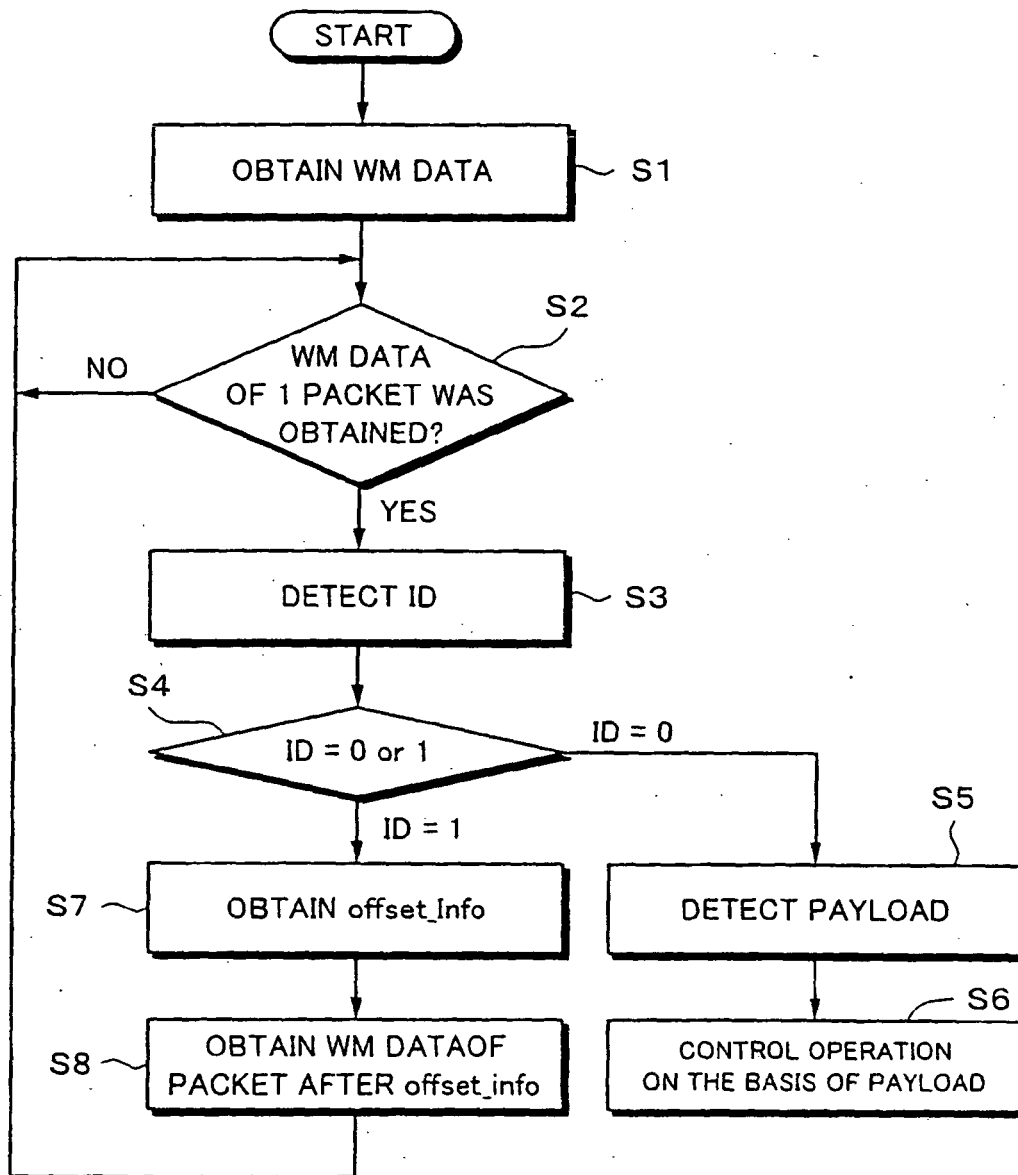 START
OBTAIN WM DATA
S1
S2
WM DATA
OF 1 PACKET WAS
OBTAINED?
NO
YES
DETECT ID
S3
S4
ID = 0 or 1
ID = 0
ID = 1
S5
S7
OBTAIN offset_Info
DETECT PAYLOAD
S6
S8
OBTAIN WM DATAOF
PACKET AFTER offset_info
CONTROL OPERATION
ON THE BASIS OF PAYLOAD